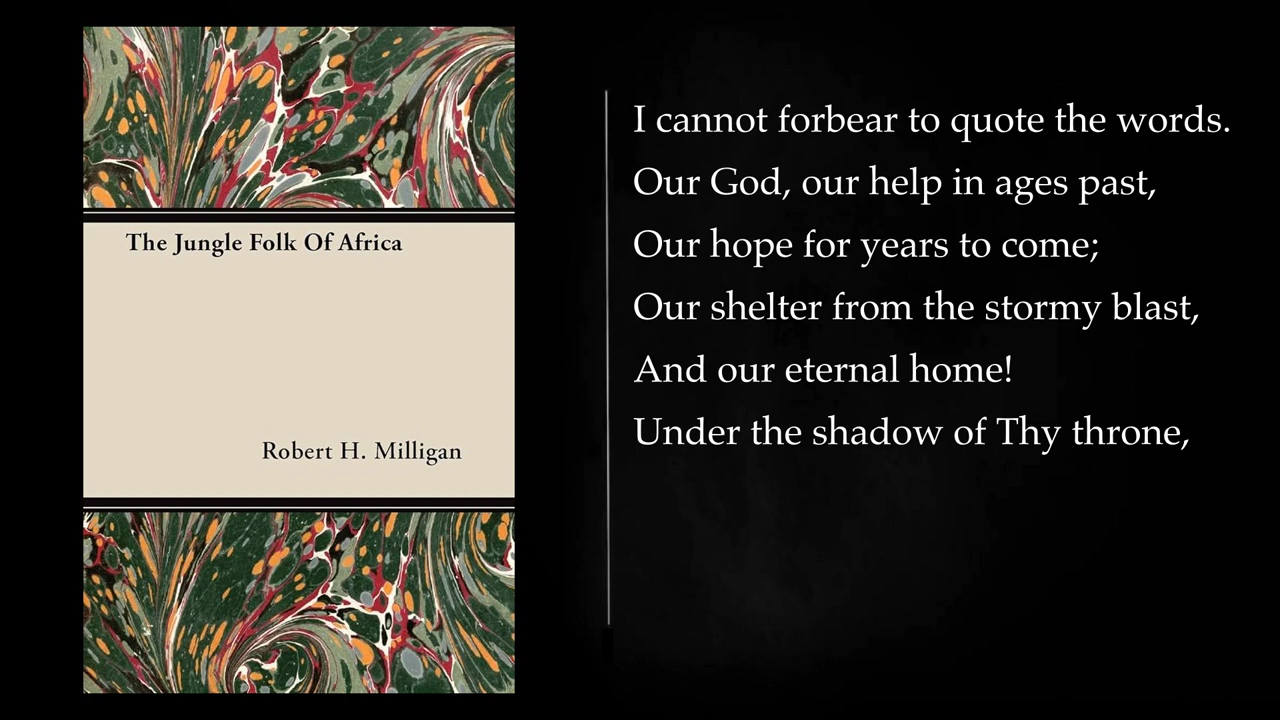 The Jungle Folk Of Africa
Robert H. Milligan
I cannot forbear to quote the words.
Our God, our help in ages past,
Our hope for years to come;
Our shelter from the stormy blast,
And our eternal home!
Under the shadow of Thy throne,